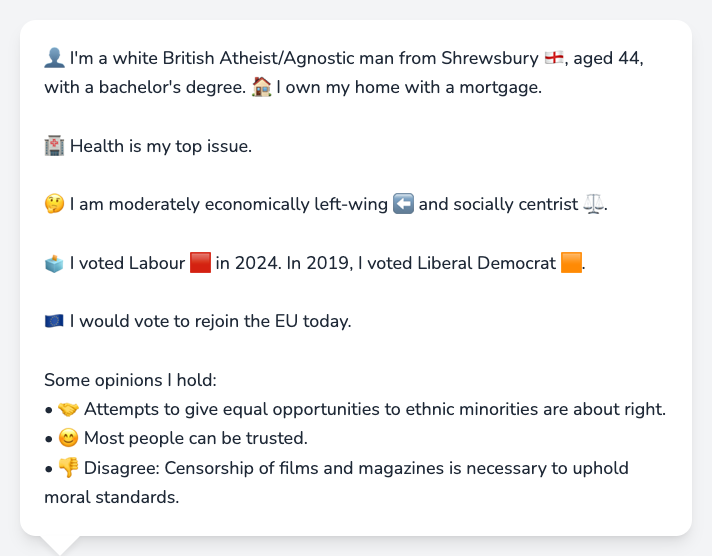 👤 I'm a white British Atheist/Agnostic man from Shrewsbury 🏴󠁧󠁢󠁥󠁮󠁧󠁿, aged 44,
with a bachelor's degree. 🏠 I own my home with a mortgage.
🏥 Health is my top issue.
🤔 I am moderately economically left-wing ⬅️ and socially centrist ⚖️.
🗳️ I voted Labour 🟥 in 2024. In 2019, I voted Liberal Democrat 🟧.
🇪🇺 I would vote to rejoin the EU today.
Some opinions I hold:
• 🤝 Attempts to give equal opportunities to ethnic minorities are about right.
• 😊 Most people can be trusted.
• 👎 Disagree: Censorship of films and magazines is necessary to uphold
moral standards.